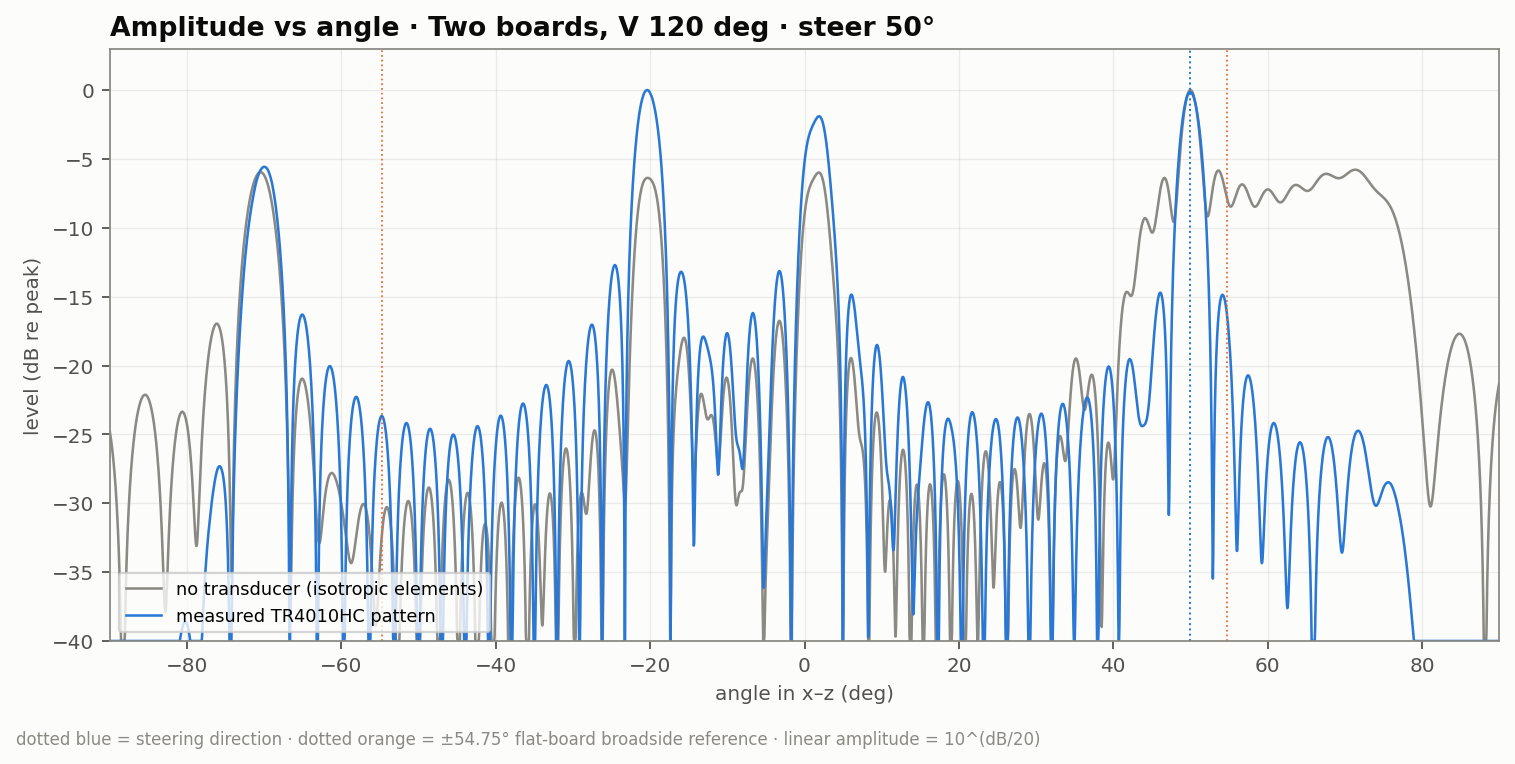 Amplitude vs angle · Two boards, V 120 deg · steer 50°
0
−5
−10
−15
−20
−25
−30
−35
−40
level (dB re peak)
no transducer (isotropic elements)
measured TR4010HC pattern
−80 −60 −40 −20 0 20 40 60 80
angle in x–z (deg)
dotted blue = steering direction · dotted orange = ±54.75° flat-board broadside reference · linear amplitude = 10^(dB/20)